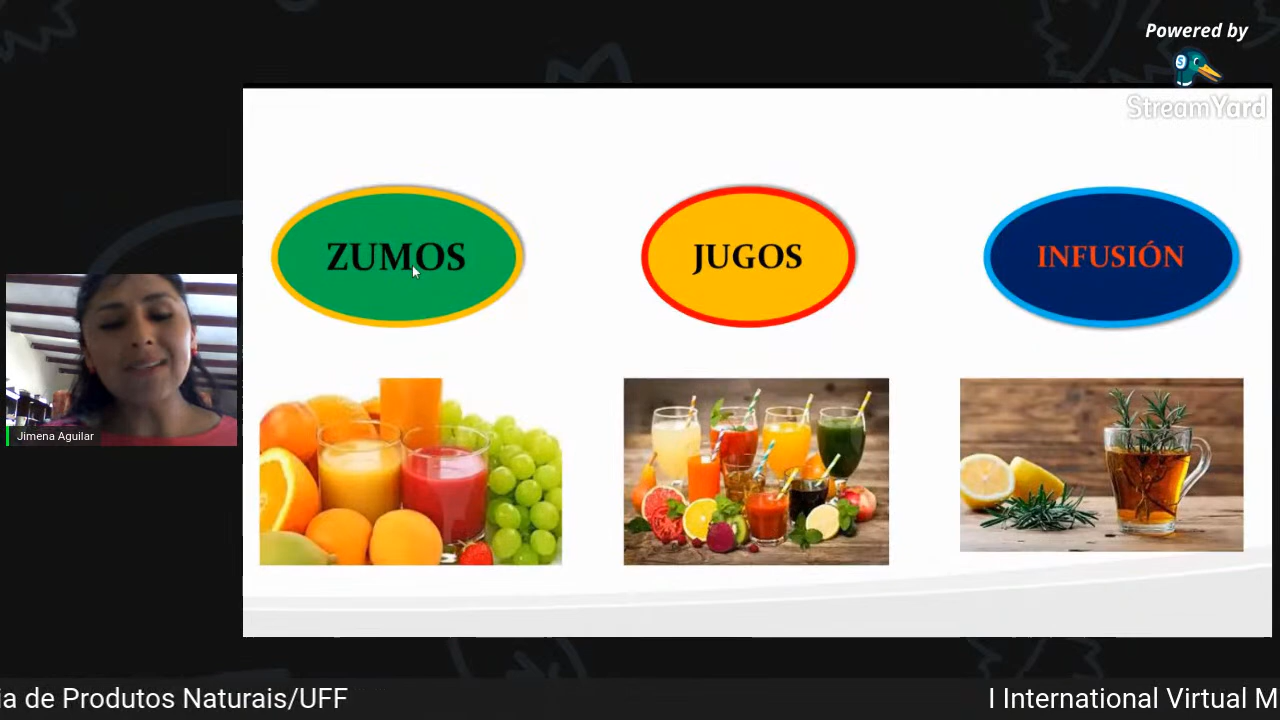 Powered by
StreamYard
ZUMOS
JUGOS
INFUSIÓN
Jimena Aguilar
ia de Produtos Naturais/UFF
I International Virtual M